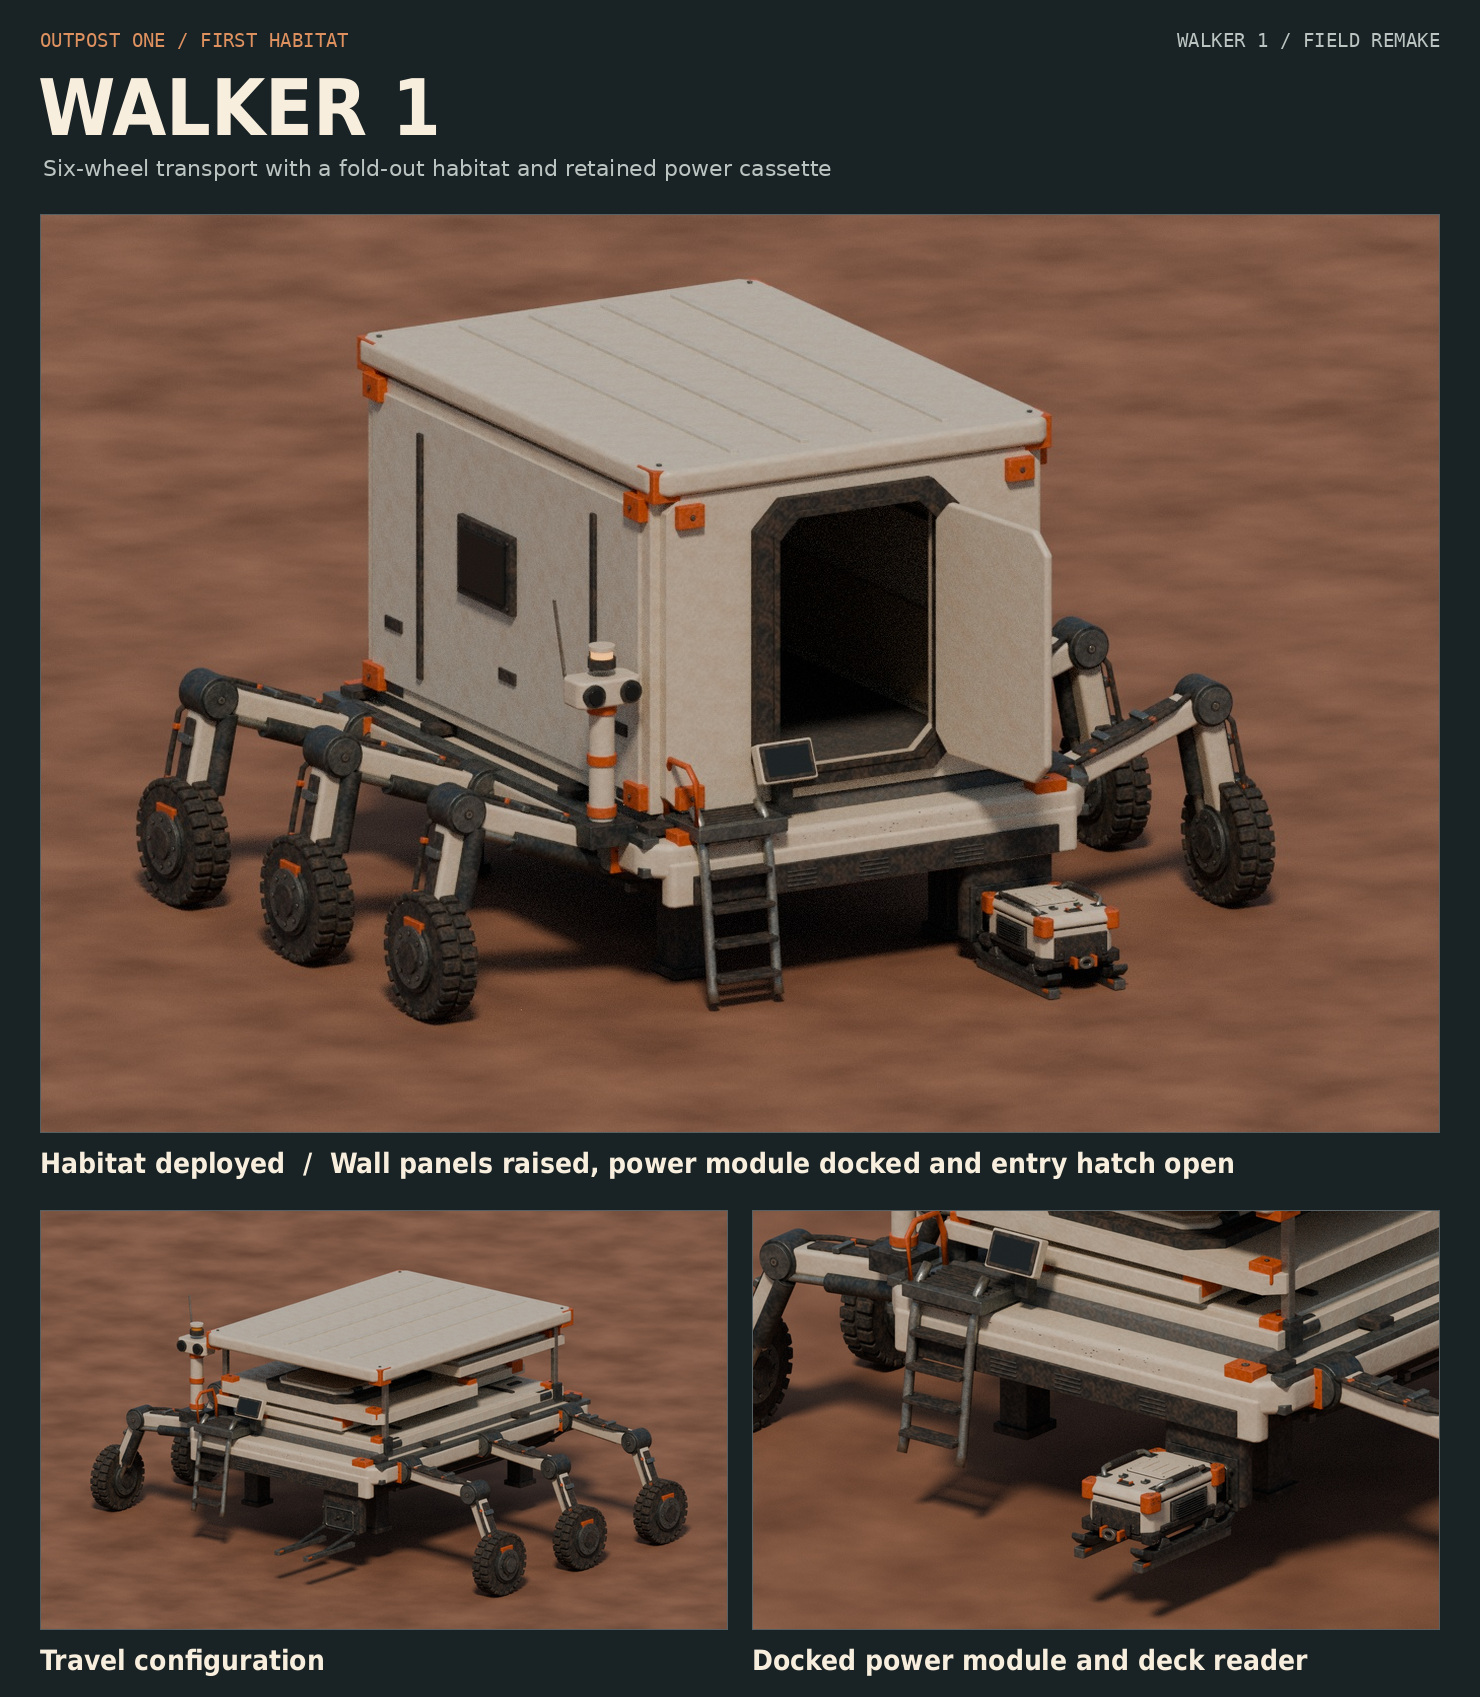 OUTPOST ONE / FIRST HABITAT
WALKER 1 / FIELD REMAKE
WALKER 1
Six-wheel transport with a fold-out habitat and retained power cassette
Habitat deployed / Wall panels raised, power module docked and entry hatch open
Travel configuration
Docked power module and deck reader